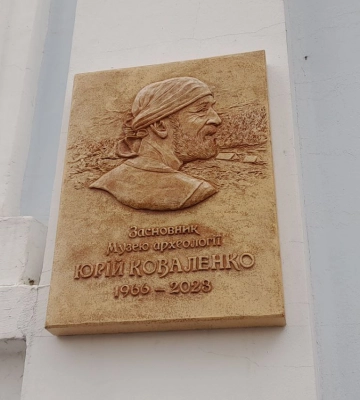 Засновник
Музею археології
ЮРІЙ КОВАЛЕНКО
1966 – 2023